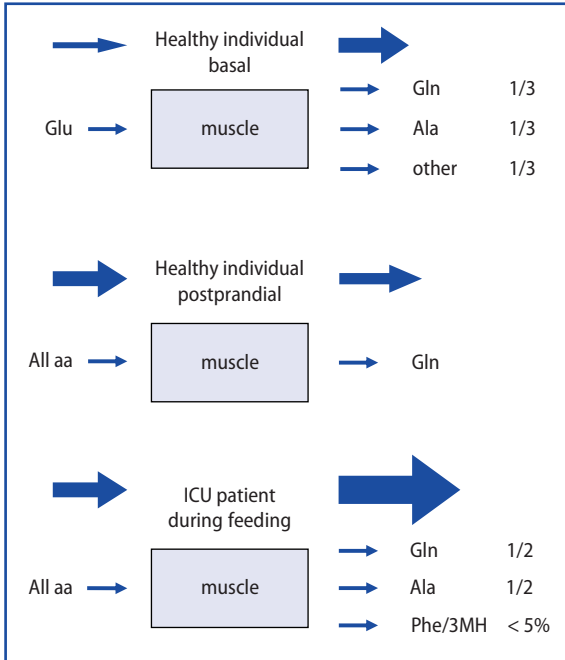 Healthy individual
basal
Gln 1/3
Glu muscle Ala 1/3
other 1/3
Healthy individual
postprandial
All aa muscle Gln
ICU patient
during feeding
Gln 1/2
All aa muscle Ala 1/2
Phe/3MH < 5%